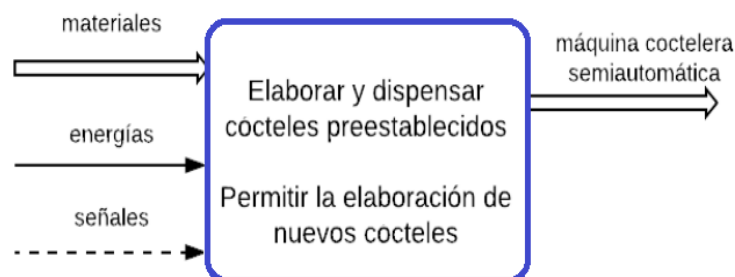 materiales
energías
señales
Elaborar y dispensar
cócteles preestablecidos
Permitir la elaboración de
nuevos cocteles
máquina coctelera
semiautomática